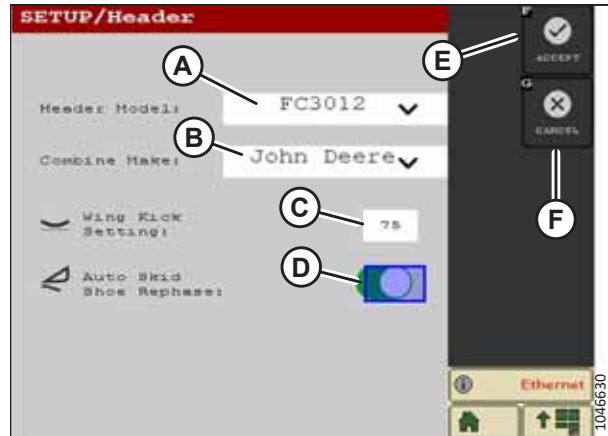 SETUP/Header
A
Header Model: FC3012
B
Combine Make: John Deere
C
Wing Kick
Setting: 75
D
Auto Skid
Shoe Rephase:
E
F
ACCEPT
G
CANCEL
F
Ethernet
1046630